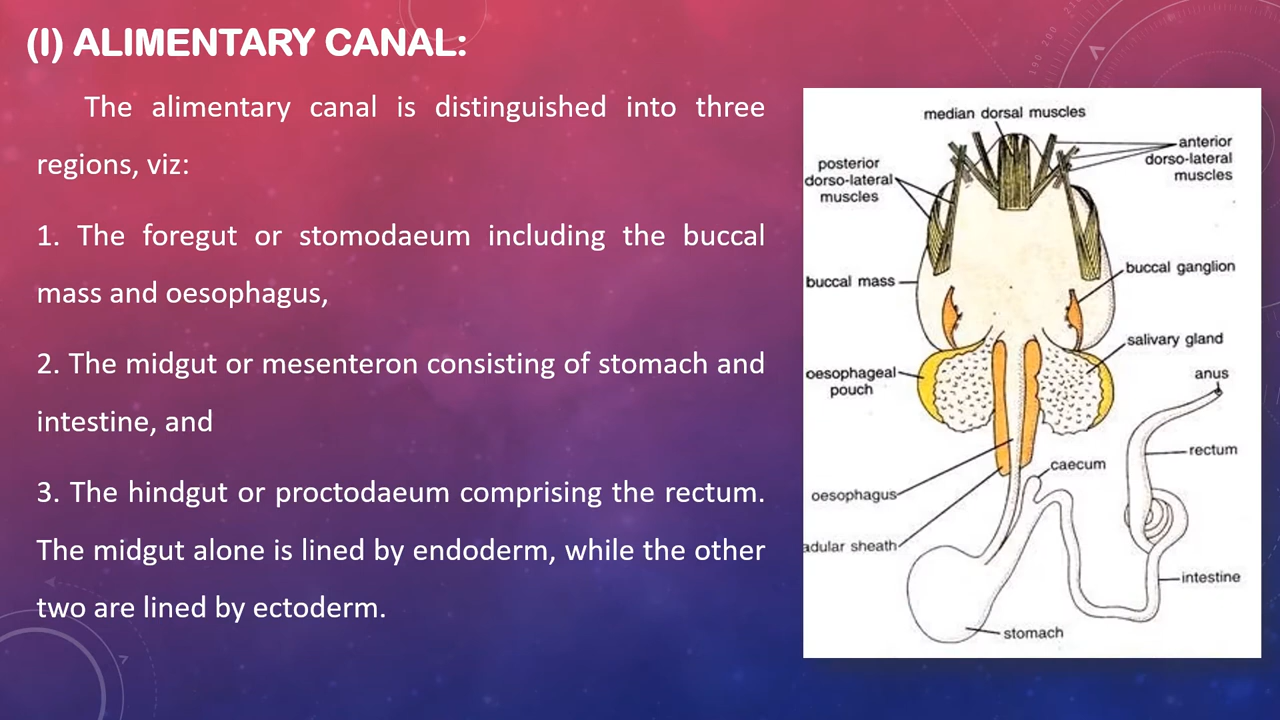 (I) ALIMENTARY CANAL:
The alimentary canal is distinguished into three
regions, viz:
1. The foregut or stomodaeum including the buccal
mass and oesophagus,
2. The midgut or mesenteron consisting of stomach and
intestine, and
3. The hindgut or proctodaeum comprising the rectum.
The midgut alone is lined by endoderm, while the other
two are lined by ectoderm.
median dorsal muscles
anterior
dorso-lateral
muscles
posterior
dorso-lateral
muscles
buccal ganglion
buccal mass
salivary gland
oesophageal
pouch
anus
rectum
caecum
oesophagus
adular sheath
intestine
stomach
190 200